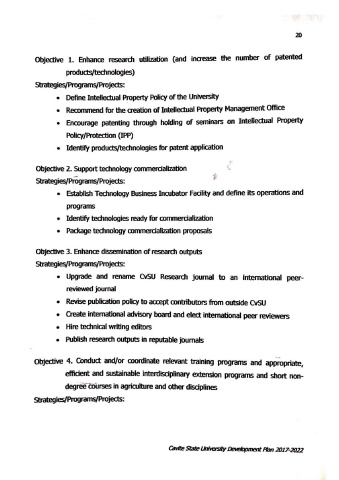 20
Objective 1. Enhance research utilization (and increase the number of patented
products/technologies)
Strategies/Programs/Projects:
• Define Intellectual Property Policy of the University
• Recommend for the creation of Intellectual Property Management Office
• Encourage patenting through holding of seminars on Intellectual Property
Policy/Protection (IPP)
• Identify products/technologies for patent application
Objective 2. Support technology commercialization
Strategies/Programs/Projects:
• Establish Technology Business Incubator Facility and define its operations and
programs
• Identify technologies ready for commercialization
• Package technology commercialization proposals
Objective 3. Enhance dissemination of research outputs
Strategies/Programs/Projects:
• Upgrade and rename CvSU Research journal to an international peer-
reviewed journal
• Revise publication policy to accept contributors from outside CvSU
• Create international advisory board and elect international peer reviewers
• Hire technical writing editors
• Publish research outputs in reputable journals
Objective 4. Conduct and/or coordinate relevant training programs and appropriate,
efficient and sustainable interdisciplinary extension programs and short non-
degree courses in agriculture and other disciplines
Strategies/Programs/Projects:
Cavite State University Development Plan 2017-2022